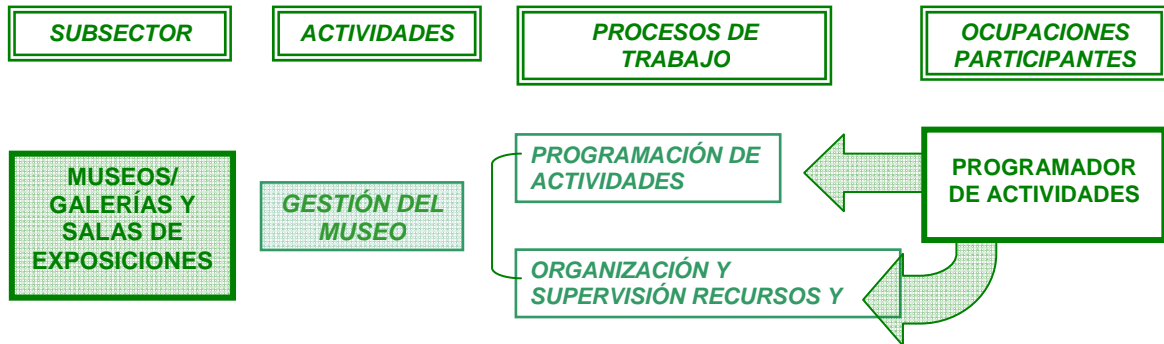 SUBSECTOR
ACTIVIDADES
PROCESOS DE
TRABAJO
OCUPACIONES
PARTICIPANTES
MUSEOS/
GALERÍAS Y
SALAS DE
EXPOSICIONES
GESTIÓN DEL
MUSEO
PROGRAMACIÓN DE
ACTIVIDADES
PROGRAMADOR
DE ACTIVIDADES
ORGANIZACIÓN Y
SUPERVISIÓN RECURSOS Y